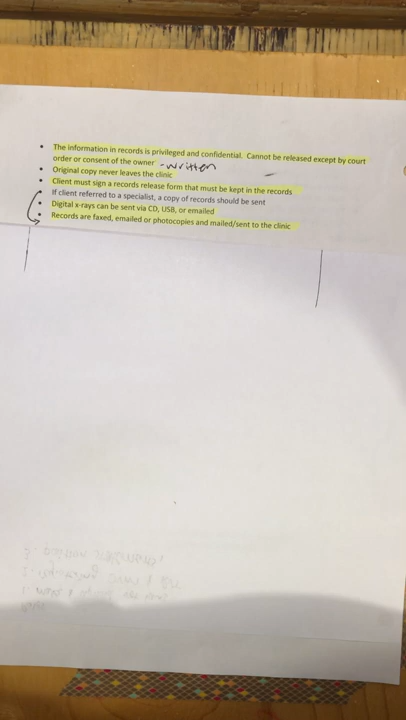 • The information in records is privileged and confidential. Cannot be released except by court
order or consent of the owner - written
• Original copy never leaves the clinic
• Client must sign a records release form that must be kept in the records
• If client referred to a specialist, a copy of records should be sent
• Digital x-rays can be sent via CD, USB, or emailed
• Records are faxed, emailed or photocopies and mailed/sent to the clinic